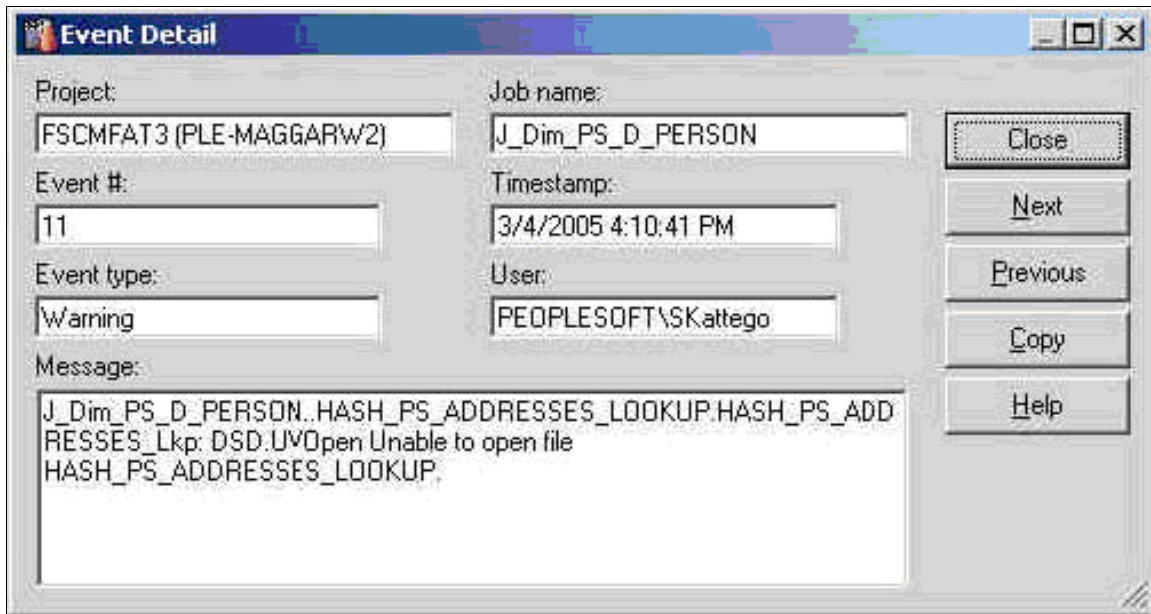 Event Detail
Project:
FSCMFAT3 (PLE-MAGGARW2)
Job name:
J_Dim_PS_D_PERSON
Event #:
11
Timestamp:
3/4/2005 4:10:41 PM
Event type:
Warning
User:
PEOPLESOFT\SKattego
Message:
J_Dim_PS_D_PERSON..HASH_PS_ADDRESSES_LOOKUP.HASH_PS_ADD
RESSES_Lkp: DSD.UVOpen Unable to open file
HASH_PS_ADDRESSES_LOOKUP.
Close
Next
Previous
Copy
Help